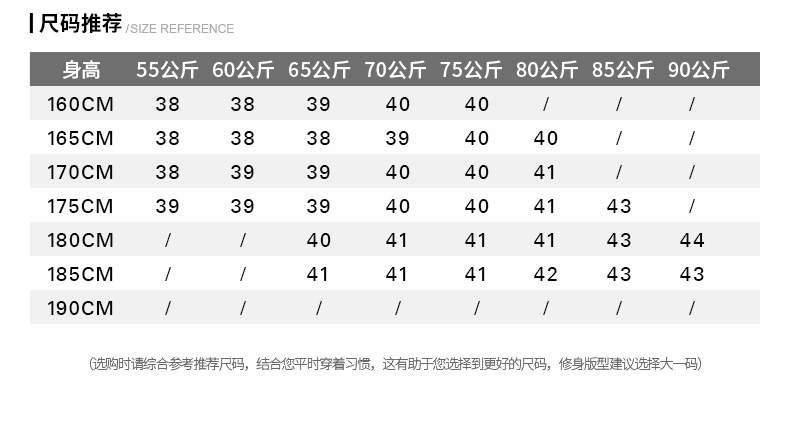 尺码推荐 /SIZE REFERENCE
身高 55公斤 60公斤 65公斤 70公斤 75公斤 80公斤 85公斤 90公斤
160CM 38 38 39 40 40 / / /
165CM 38 38 38 39 40 40 / /
170CM 38 39 39 40 40 41 / /
175CM 39 39 39 40 40 41 43 /
180CM / / 40 41 41 41 43 44
185CM / / 41 41 41 42 43 43
190CM / / / / / / / /
（选购时请综合参考推荐尺码，结合您平时穿着习惯，这有助于您选择到更好的尺码，修身版型建议选择大一码）